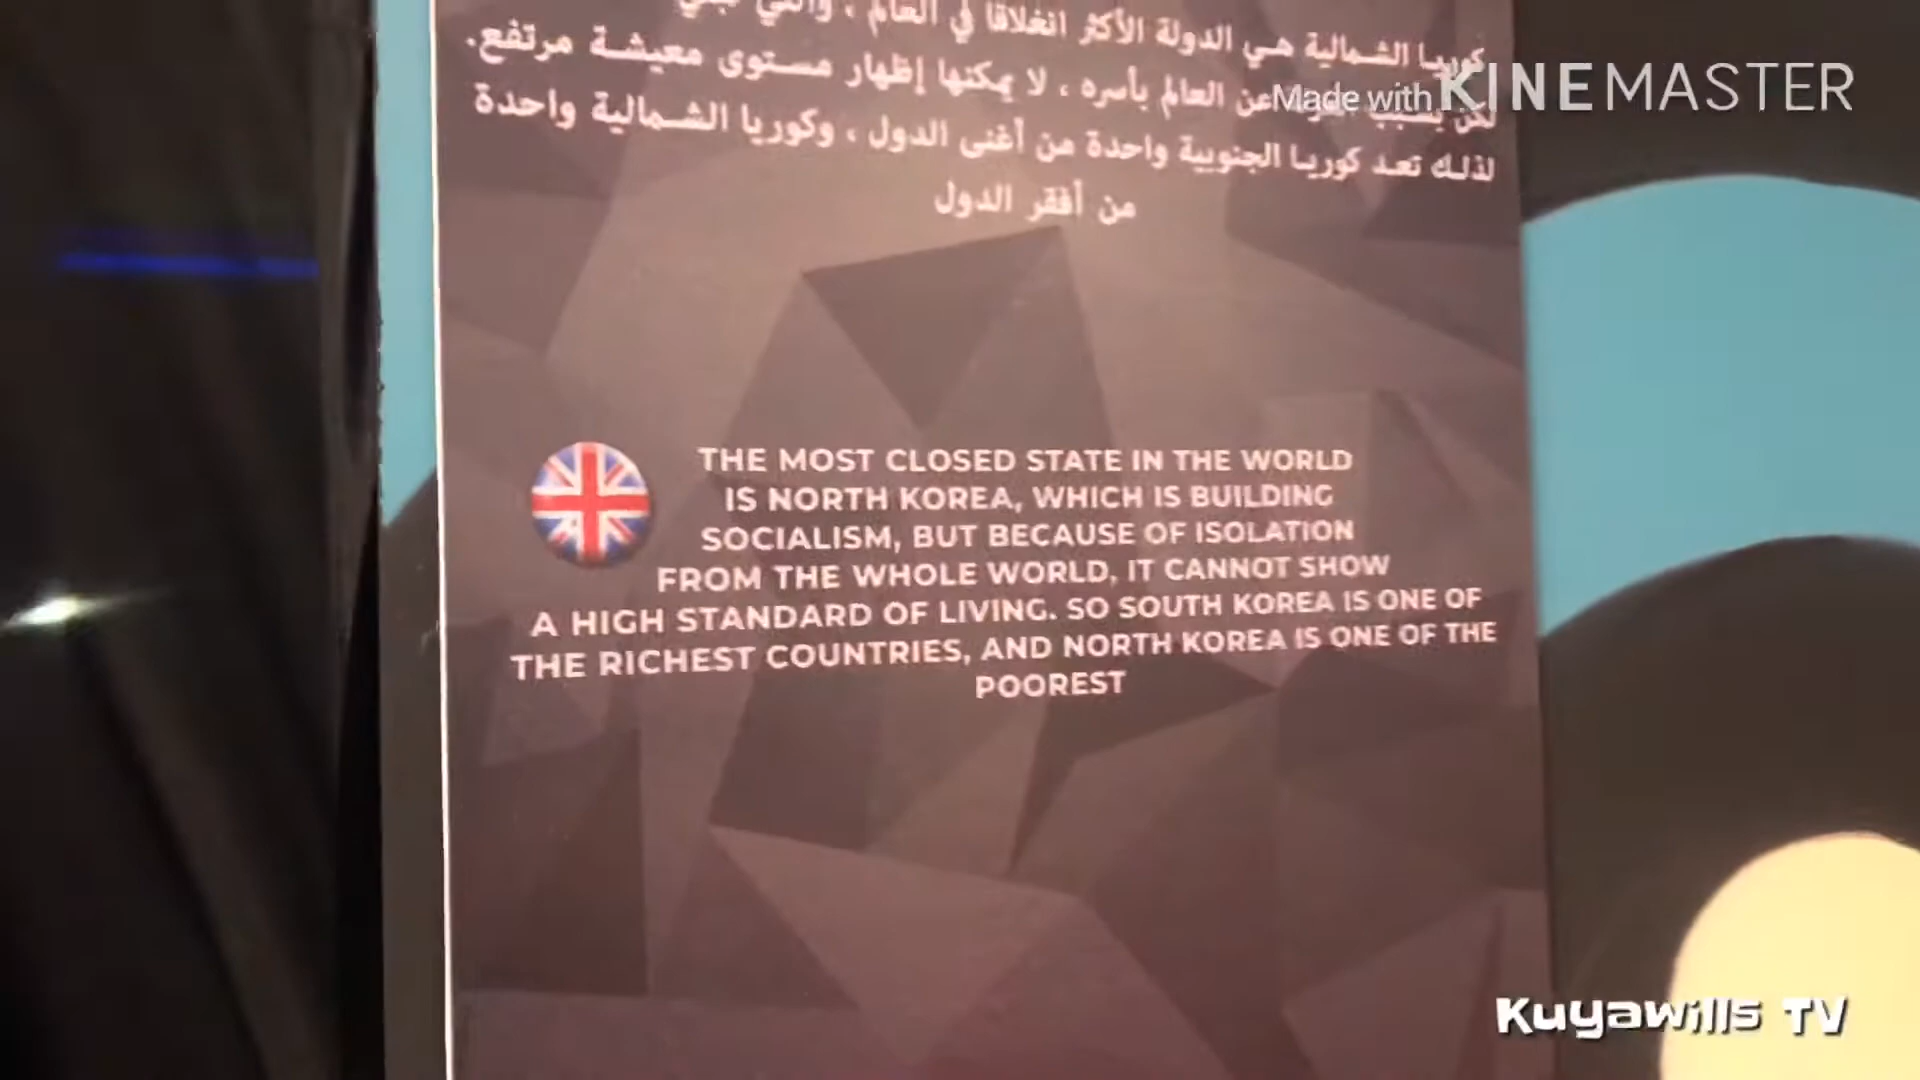 كوريا الشمالية هي الدولة الأكثر انغلاقا في العالم ، والتي
عن العالم بأسره ، لا يمكنها إظهار مستوى معيشة مرتفع.
لذلك تعد كوريا الجنوبية واحدة من أغنى الدول ، وكوريا الشمالية واحدة
من أفقر الدول
Made with KINEMASTER
THE MOST CLOSED STATE IN THE WORLD
IS NORTH KOREA, WHICH IS BUILDING
SOCIALISM, BUT BECAUSE OF ISOLATION
FROM THE WHOLE WORLD, IT CANNOT SHOW
A HIGH STANDARD OF LIVING. SO SOUTH KOREA IS ONE OF
THE RICHEST COUNTRIES, AND NORTH KOREA IS ONE OF THE
POOREST
Kuyawills TV